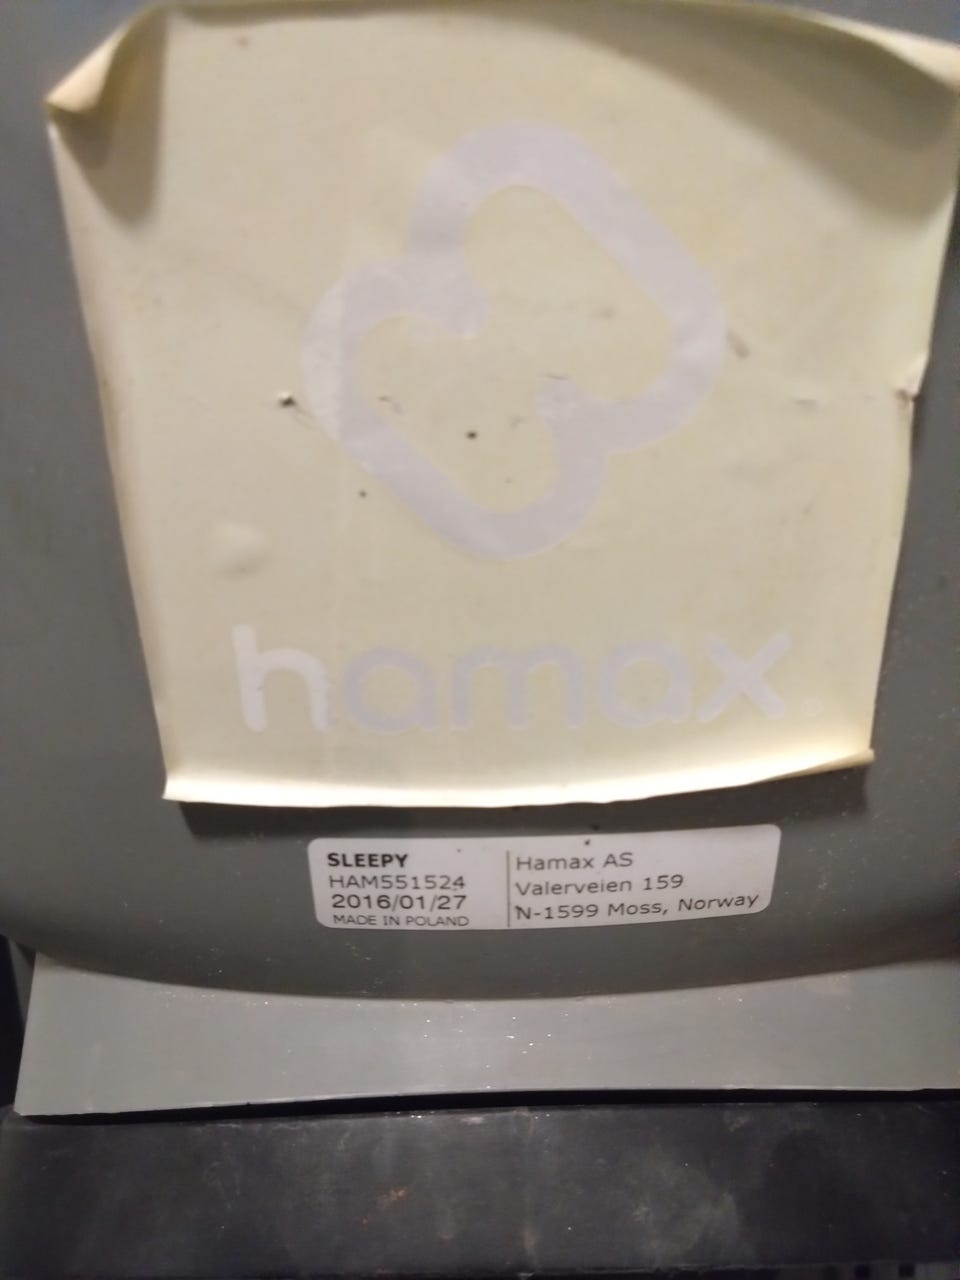 hamax®
SLEEPY
HAM551524
2016/01/27
MADE IN POLAND
Hamax AS
Valerveien 159
N-1599 Moss, Norway